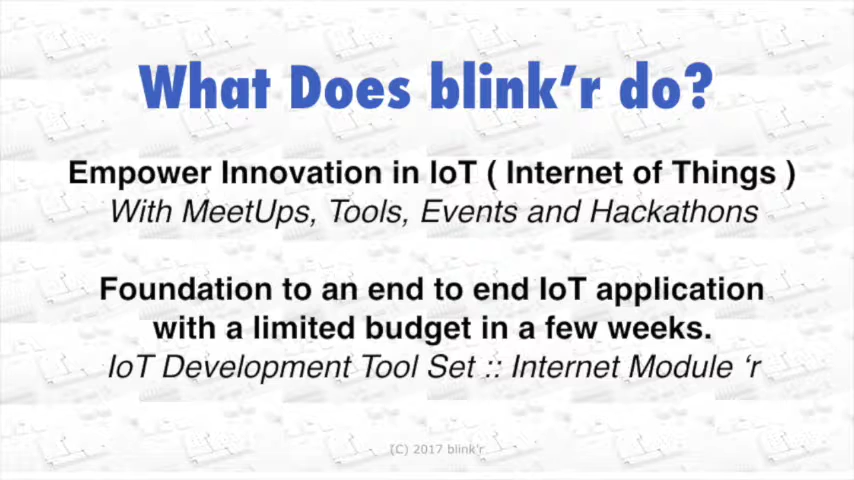 What Does blink’r do?
Empower Innovation in IoT ( Internet of Things )
With MeetUps, Tools, Events and Hackathons
Foundation to an end to end IoT application
with a limited budget in a few weeks.
IoT Development Tool Set :: Internet Module ‘r
(C) 2017 blink'r